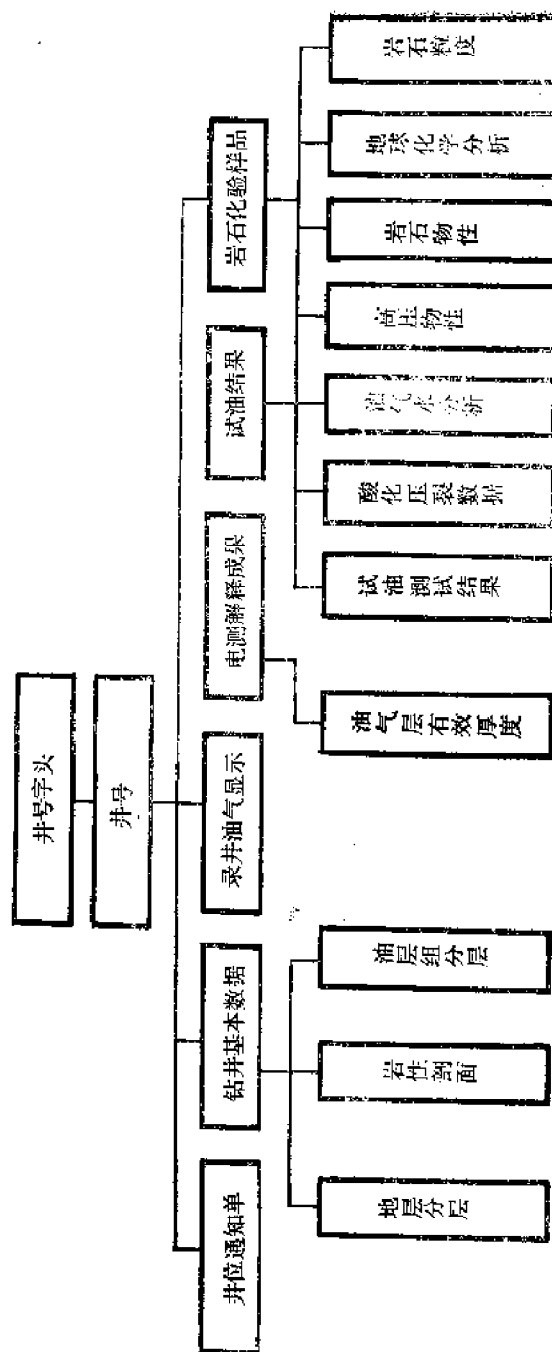 井号字头
井号
井位通知单
钻井基本数据
录井油气显示
电测解释成果
试油结果
岩石化验样品
地层分层
岩性剖面
油层组分层
油气层有效厚度
试油测试结果
酸化压裂数据
高压物性
岩石物性
地球化学分析
岩石粒度